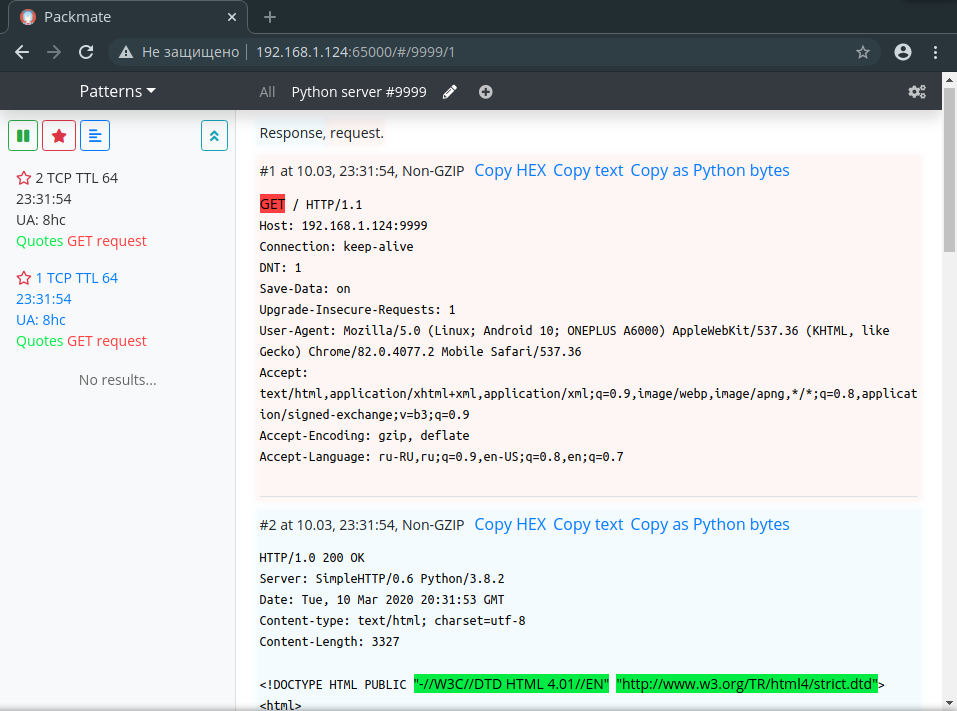 Packmate
Не защищено 192.168.1.124:65000/#/9999/1
Patterns All Python server #9999
2 TCP TTL 64
23:31:54
UA: 8hc
Quotes GET request
1 TCP TTL 64
23:31:54
UA: 8hc
Quotes GET request
No results...
Response, request.
#1 at 10.03, 23:31:54, Non-GZIP Copy HEX Copy text Copy as Python bytes
GET / HTTP/1.1
Host: 192.168.1.124:9999
Connection: keep-alive
DNT: 1
Save-Data: on
Upgrade-Insecure-Requests: 1
User-Agent: Mozilla/5.0 (Linux; Android 10; ONEPLUS A6000) AppleWebKit/537.36 (KHTML, like
Gecko) Chrome/82.0.4077.2 Mobile Safari/537.36
Accept:
text/html,application/xhtml+xml,application/xml;q=0.9,image/webp,image/apng,*/*;q=0.8,applicat
ion/signed-exchange;v=b3;q=0.9
Accept-Encoding: gzip, deflate
Accept-Language: ru-RU,ru;q=0.9,en-US;q=0.8,en;q=0.7
#2 at 10.03, 23:31:54, Non-GZIP Copy HEX Copy text Copy as Python bytes
HTTP/1.0 200 OK
Server: SimpleHTTP/0.6 Python/3.8.2
Date: Tue, 10 Mar 2020 20:31:53 GMT
Content-type: text/html; charset=utf-8
Content-Length: 3327
<!DOCTYPE HTML PUBLIC "-//W3C//DTD HTML 4.01//EN" "http://www.w3.org/TR/html4/strict.dtd">
<html>